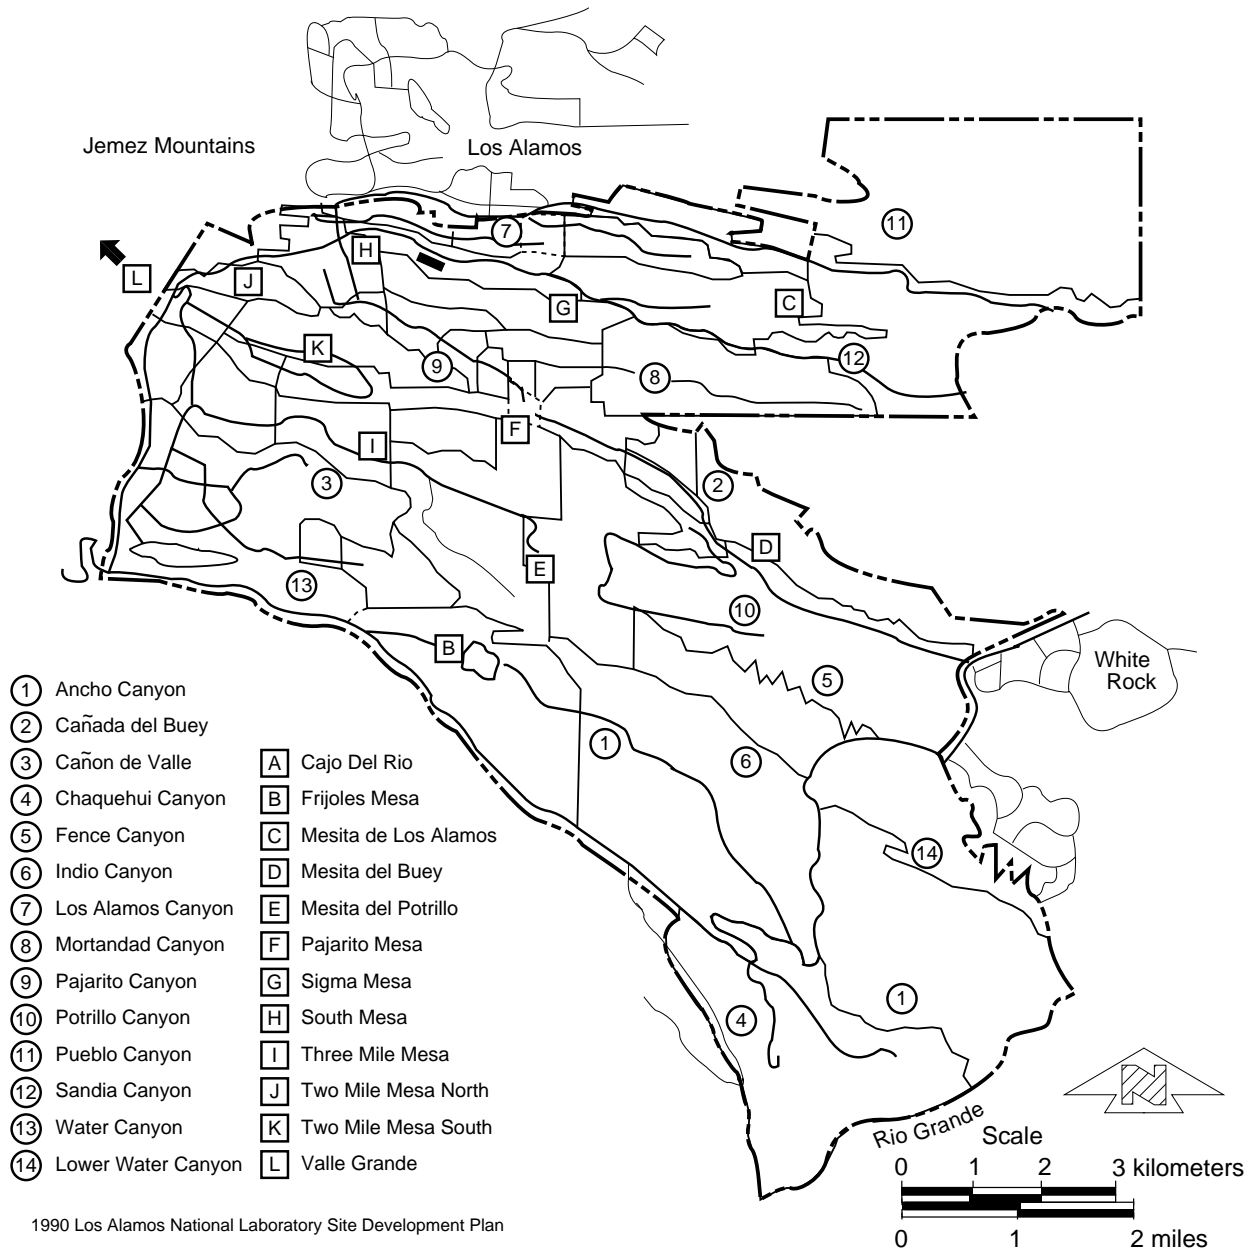 Jemez Mountains
Los Alamos
11
7
H
L
J
C
G
K
12
9
8
F
I
3
2
D
E
13
10
B
White
Rock
5
1
6
14
1
4
1 Ancho Canyon
2 Cañada del Buey
3 Cañon de Valle
4 Chaquehui Canyon
5 Fence Canyon
6 Indio Canyon
7 Los Alamos Canyon
8 Mortandad Canyon
9 Pajarito Canyon
10 Potrillo Canyon
11 Pueblo Canyon
12 Sandia Canyon
13 Water Canyon
14 Lower Water Canyon
A Cajo Del Rio
B Frijoles Mesa
C Mesita de Los Alamos
D Mesita del Buey
E Mesita del Potrillo
F Pajarito Mesa
G Sigma Mesa
H South Mesa
I Three Mile Mesa
J Two Mile Mesa North
K Two Mile Mesa South
L Valle Grande
N
Rio Grande
Scale
0 1 2 3 kilometers
0 1 2 miles
1990 Los Alamos National Laboratory Site Development Plan